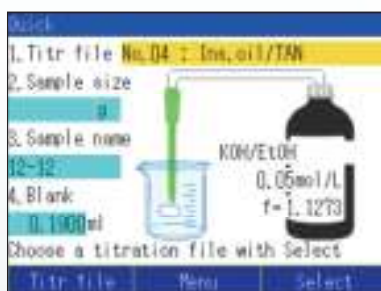 Quick
1. Titr file No.04 : Ins.oil/TAN
2. Sample size
g
3. Sample name
12-12
4. Blank
0.1900ml
KOH/EtOH
0.05mol/L
f= 1.1273
Choose a titration file with Select
Titr file Menu Select